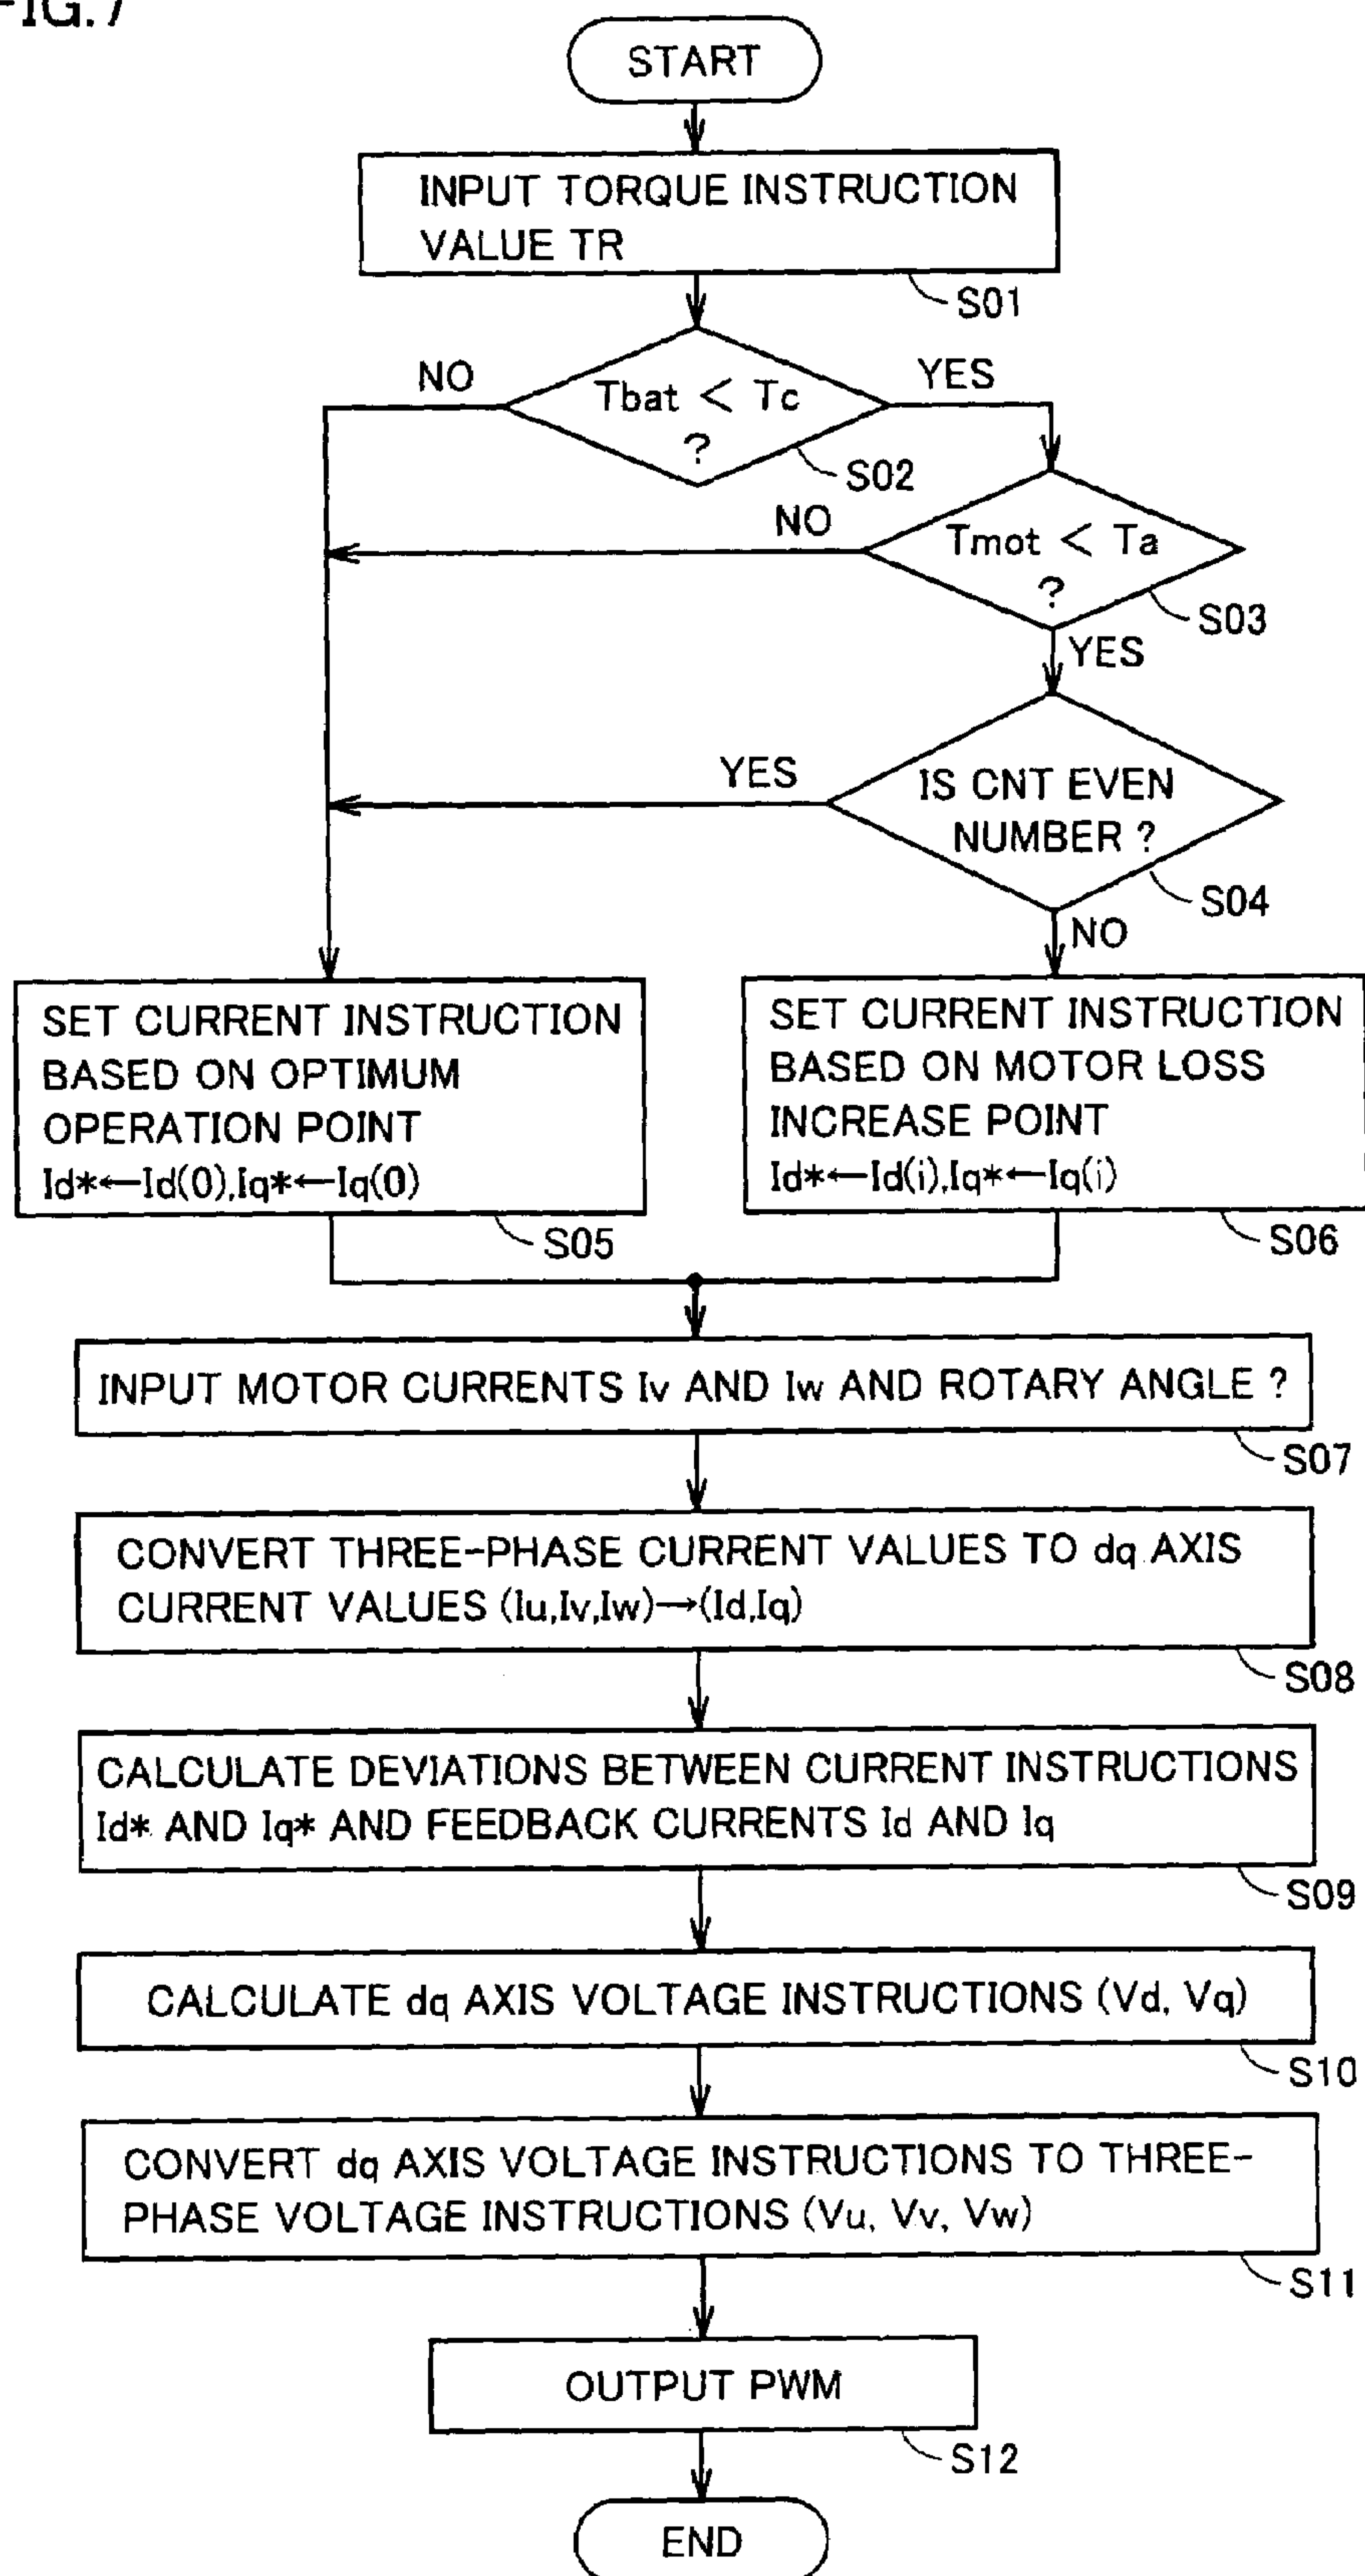 FIG.7
START
INPUT TORQUE INSTRUCTION
VALUE TR
S01
NO
YES
Tbat < Tc
?
S02
NO
Tmot < Ta
?
S03
YES
YES
IS CNT EVEN
NUMBER ?
S04
NO
SET CURRENT INSTRUCTION
BASED ON OPTIMUM
OPERATION POINT
Id*←Id(0),Iq*←Iq(0)
S05
SET CURRENT INSTRUCTION
BASED ON MOTOR LOSS
INCREASE POINT
Id*←Id(i),Iq*←Iq(i)
S06
INPUT MOTOR CURRENTS Iv AND Iw AND ROTARY ANGLE ?
S07
CONVERT THREE-PHASE CURRENT VALUES TO dq AXIS
CURRENT VALUES (Iu,Iv,Iw)→(Id,Iq)
S08
CALCULATE DEVIATIONS BETWEEN CURRENT INSTRUCTIONS
Id* AND Iq* AND FEEDBACK CURRENTS Id AND Iq
S09
CALCULATE dq AXIS VOLTAGE INSTRUCTIONS (Vd, Vq)
S10
CONVERT dq AXIS VOLTAGE INSTRUCTIONS TO THREE-
PHASE VOLTAGE INSTRUCTIONS (Vu, Vv, Vw)
S11
OUTPUT PWM
S12
END